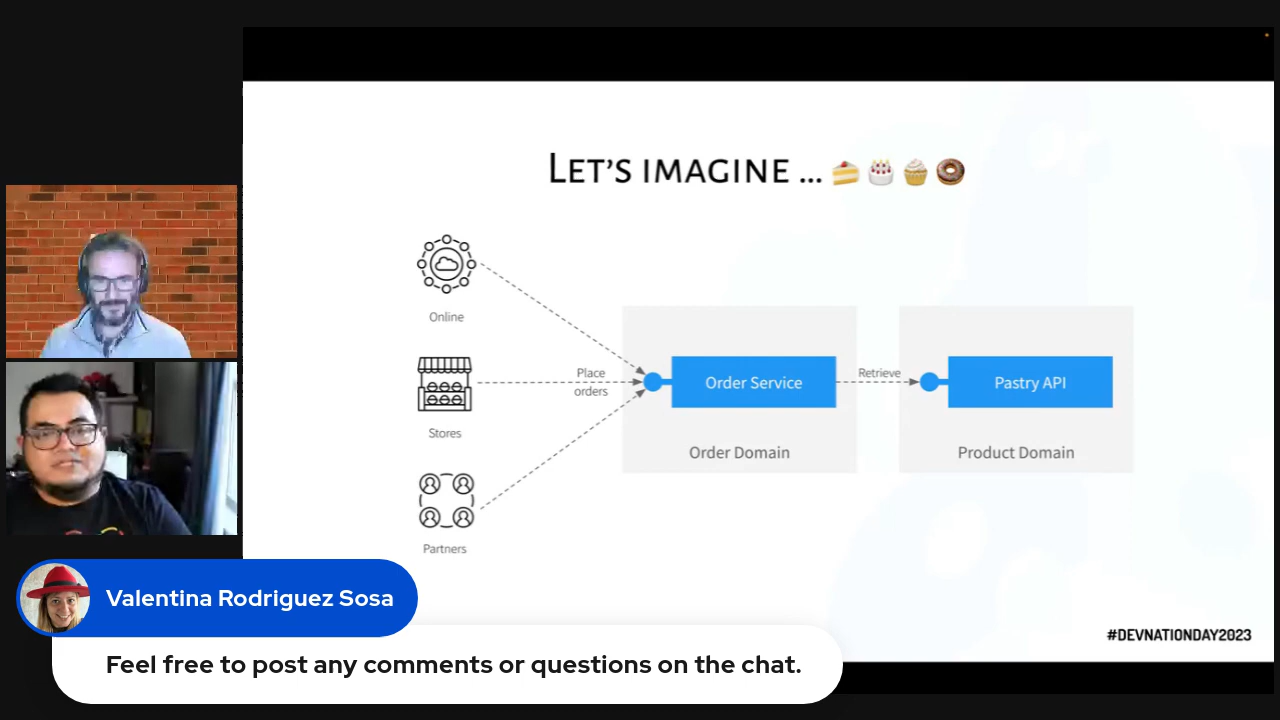 LET'S IMAGINE ...
Online
Stores
Partners
Place
orders
Order Service
Order Domain
Retrieve
Pastry API
Product Domain
#DEVNATIONDAY2023
Valentina Rodriguez Sosa
Feel free to post any comments or questions on the chat.